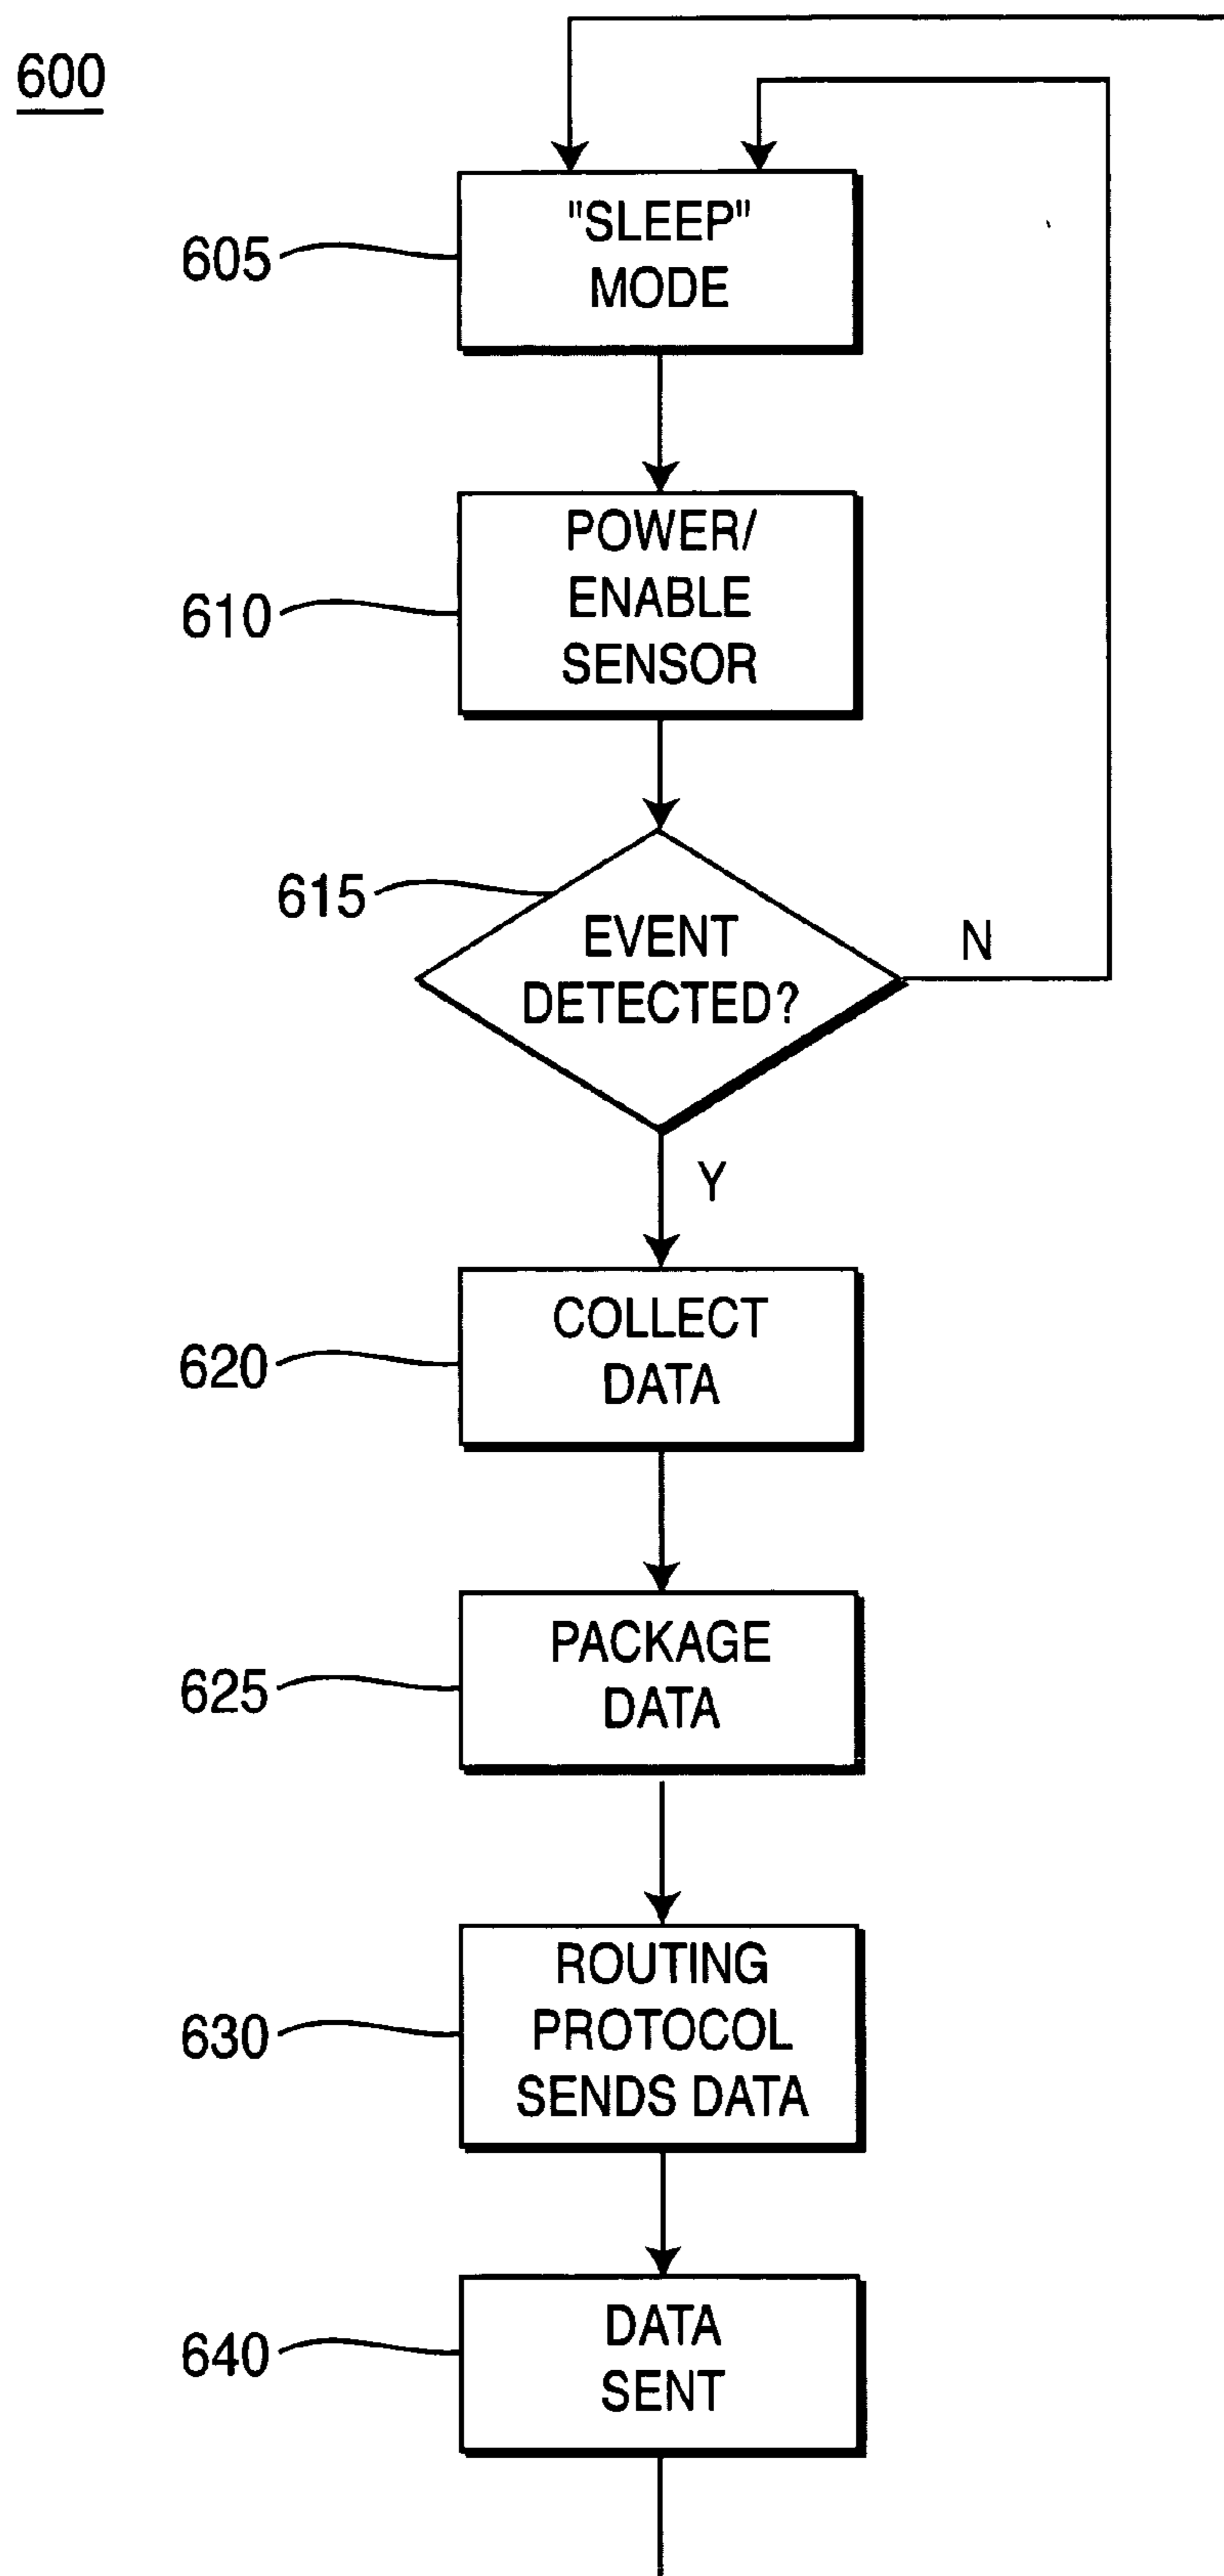 600
"SLEEP"
MODE
605
POWER/
ENABLE
SENSOR
610
615
EVENT
DETECTED?
N
Y
COLLECT
DATA
620
PACKAGE
DATA
625
ROUTING
PROTOCOL
SENDS DATA
630
DATA
SENT
640